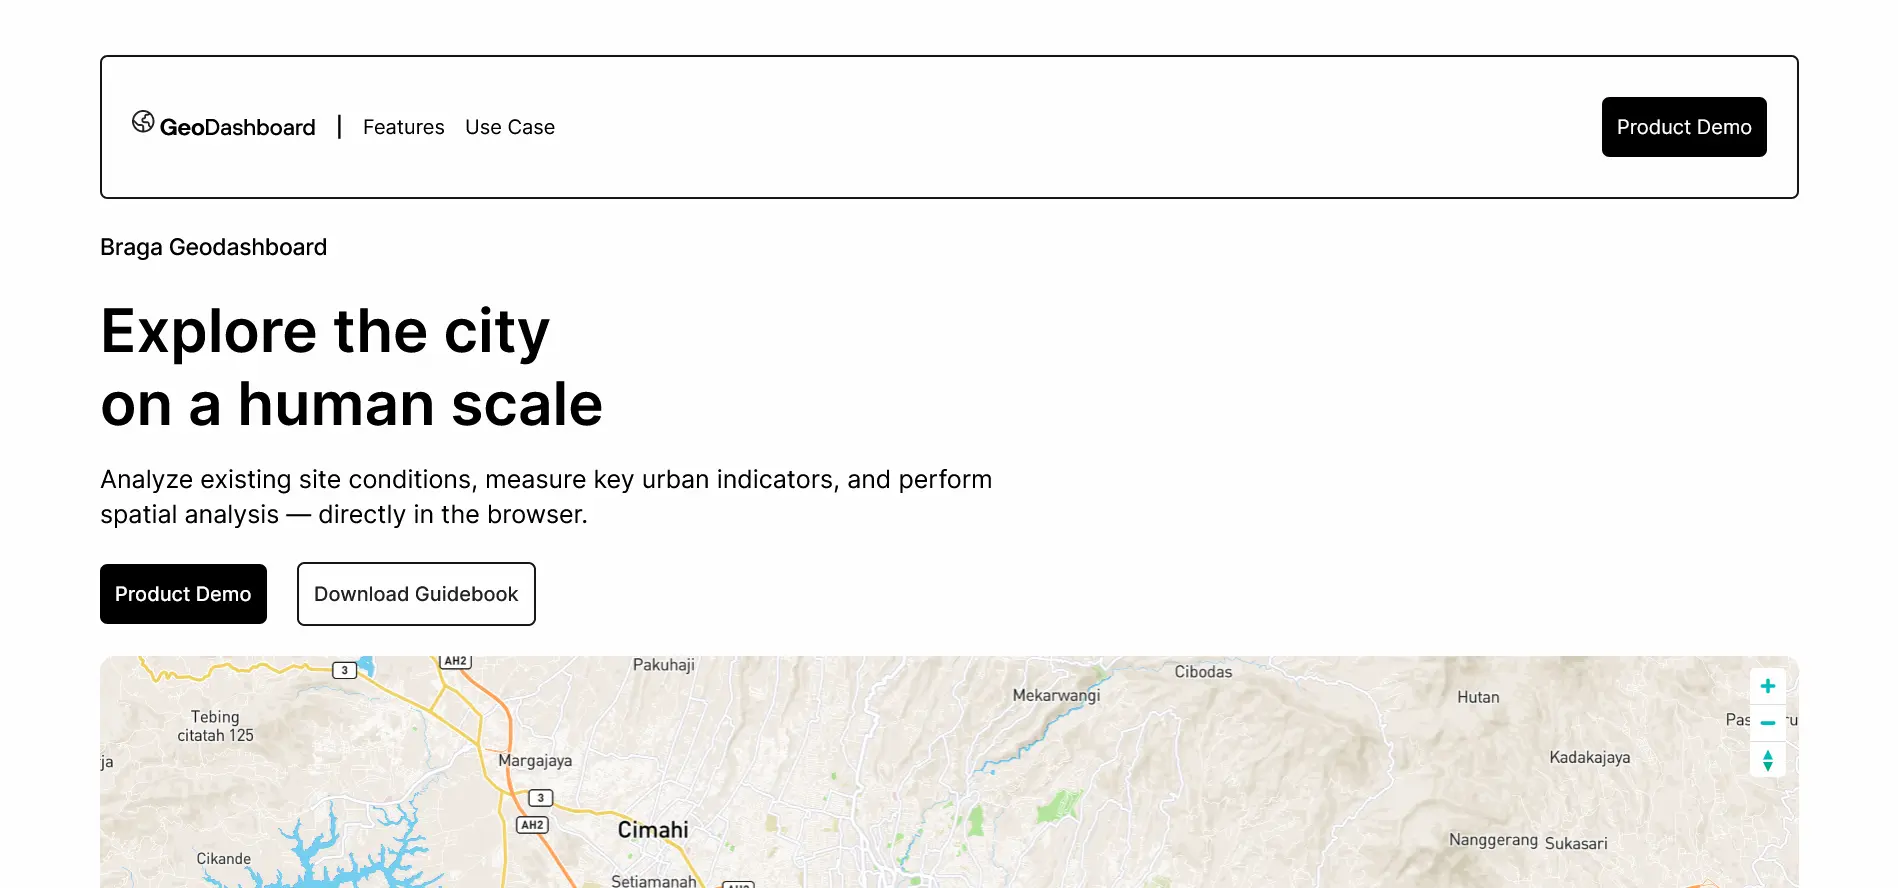 GeoDashboard | Features Use Case
Product Demo
Braga Geodashboard
Explore the city
on a human scale
Analyze existing site conditions, measure key urban indicators, and perform
spatial analysis — directly in the browser.
Product Demo
Download Guidebook
3
AH2
Pakuhaji
Cibodas
Mekarwangi
Hutan
Tebing
citatah 125
Margajaya
Kadakajaya
3
AH2
Cimahi
Nanggerang
Sukasari
Cikande
Setiamanah